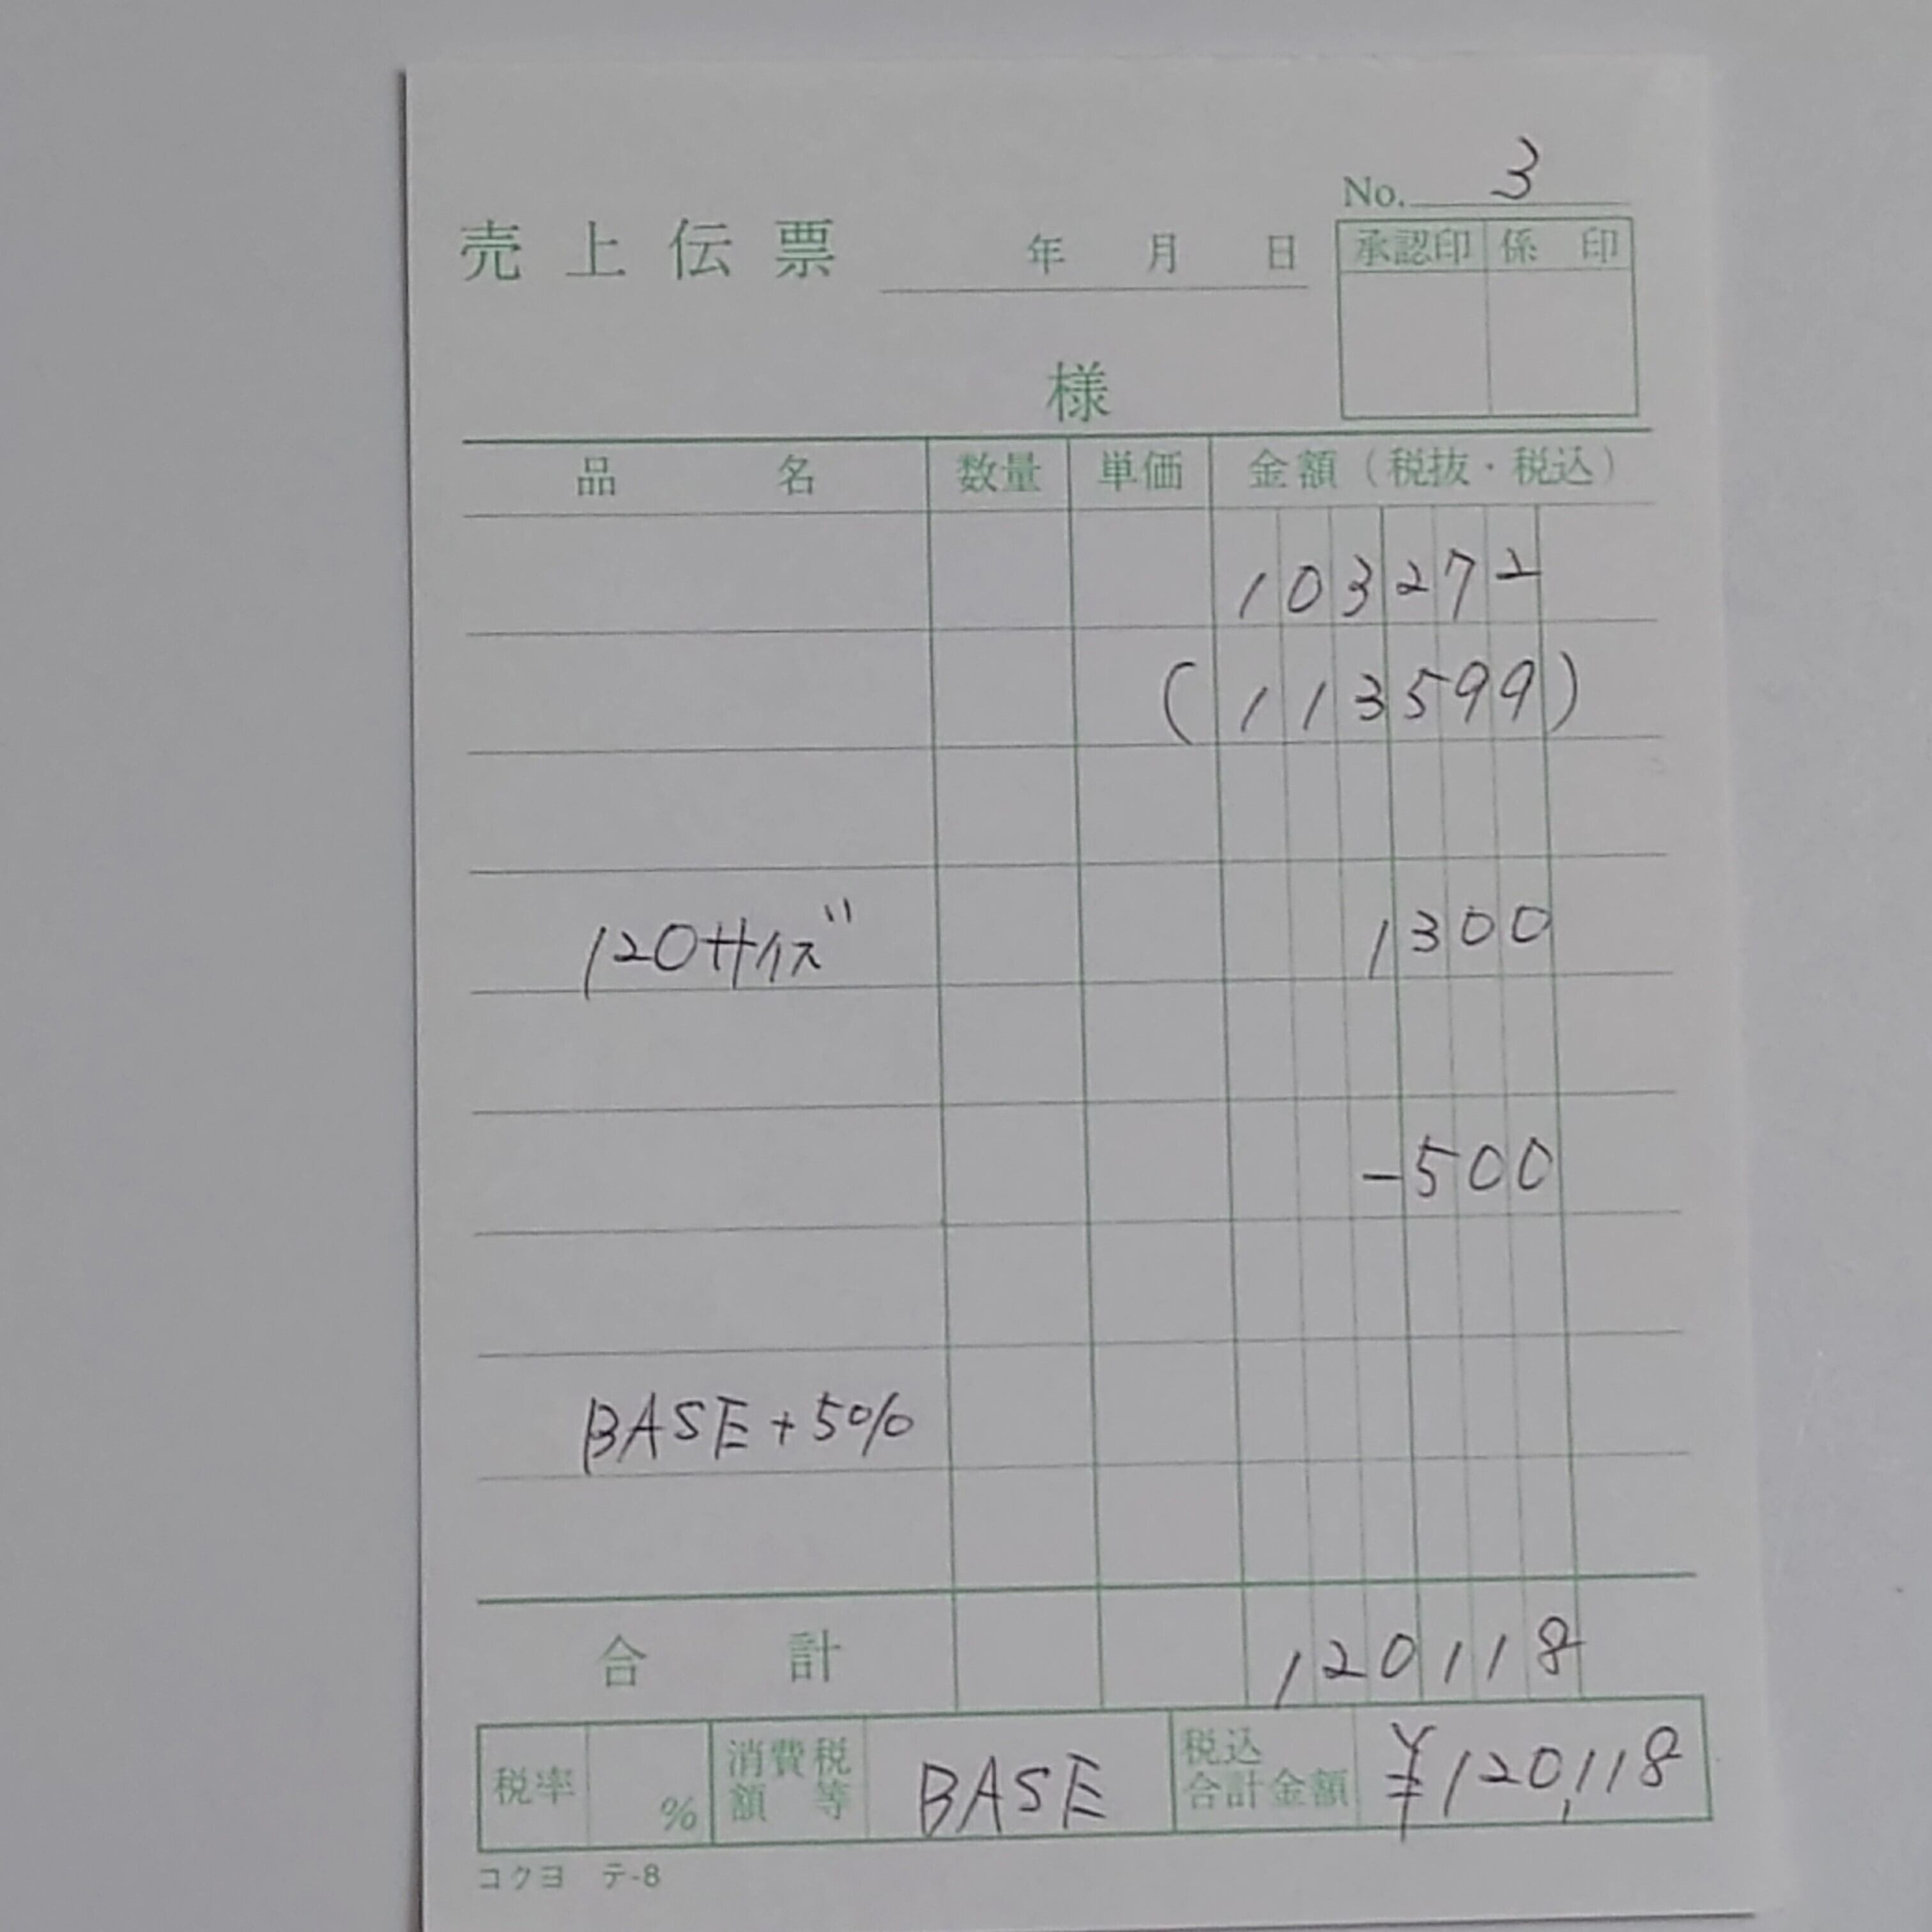 No. 3
売上伝票 年 月 日 承認印 係印
様
品名 数量 単価 金額（税抜・税込）
103272
(113599)
120サイズ 1300
-500
BASE+5%
合計 120118
税率 % 消費税額等 BASE 税込合計金額 ¥120,118
コクヨ テ-8